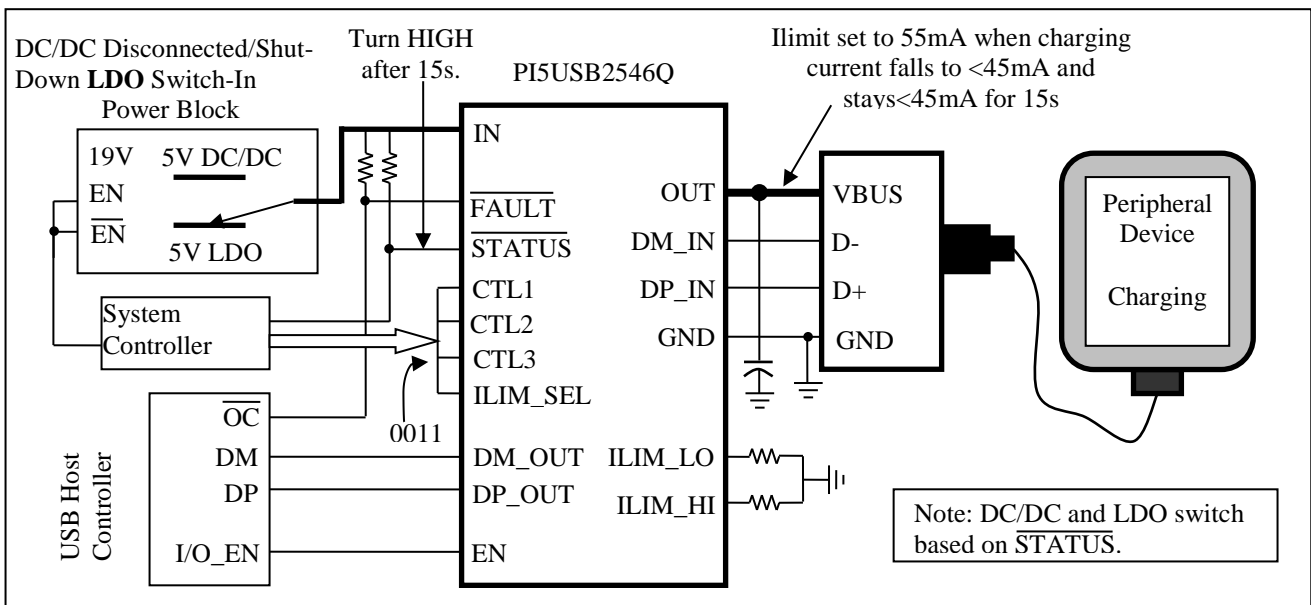 DC/DC Disconnected/Shut-
Down LDO Switch-In
Power Block
19V
5V DC/DC
EN
EN
5V LDO
System
Controller
USB Host
Controller
OC
DM
DP
I/O_EN
Turn HIGH
after 15s.
0011
PI5USB2546Q
IN
FAULT
STATUS
CTL1
CTL2
CTL3
ILIM_SEL
DM_OUT
DP_OUT
EN
OUT
DM_IN
DP_IN
GND
ILIM_LO
ILIM_HI
Ilimit set to 55mA when charging
current falls to <45mA and
stays<45mA for 15s
VBUS
D-
D+
GND
Peripheral
Device
Charging
Note: DC/DC and LDO switch
based on STATUS.